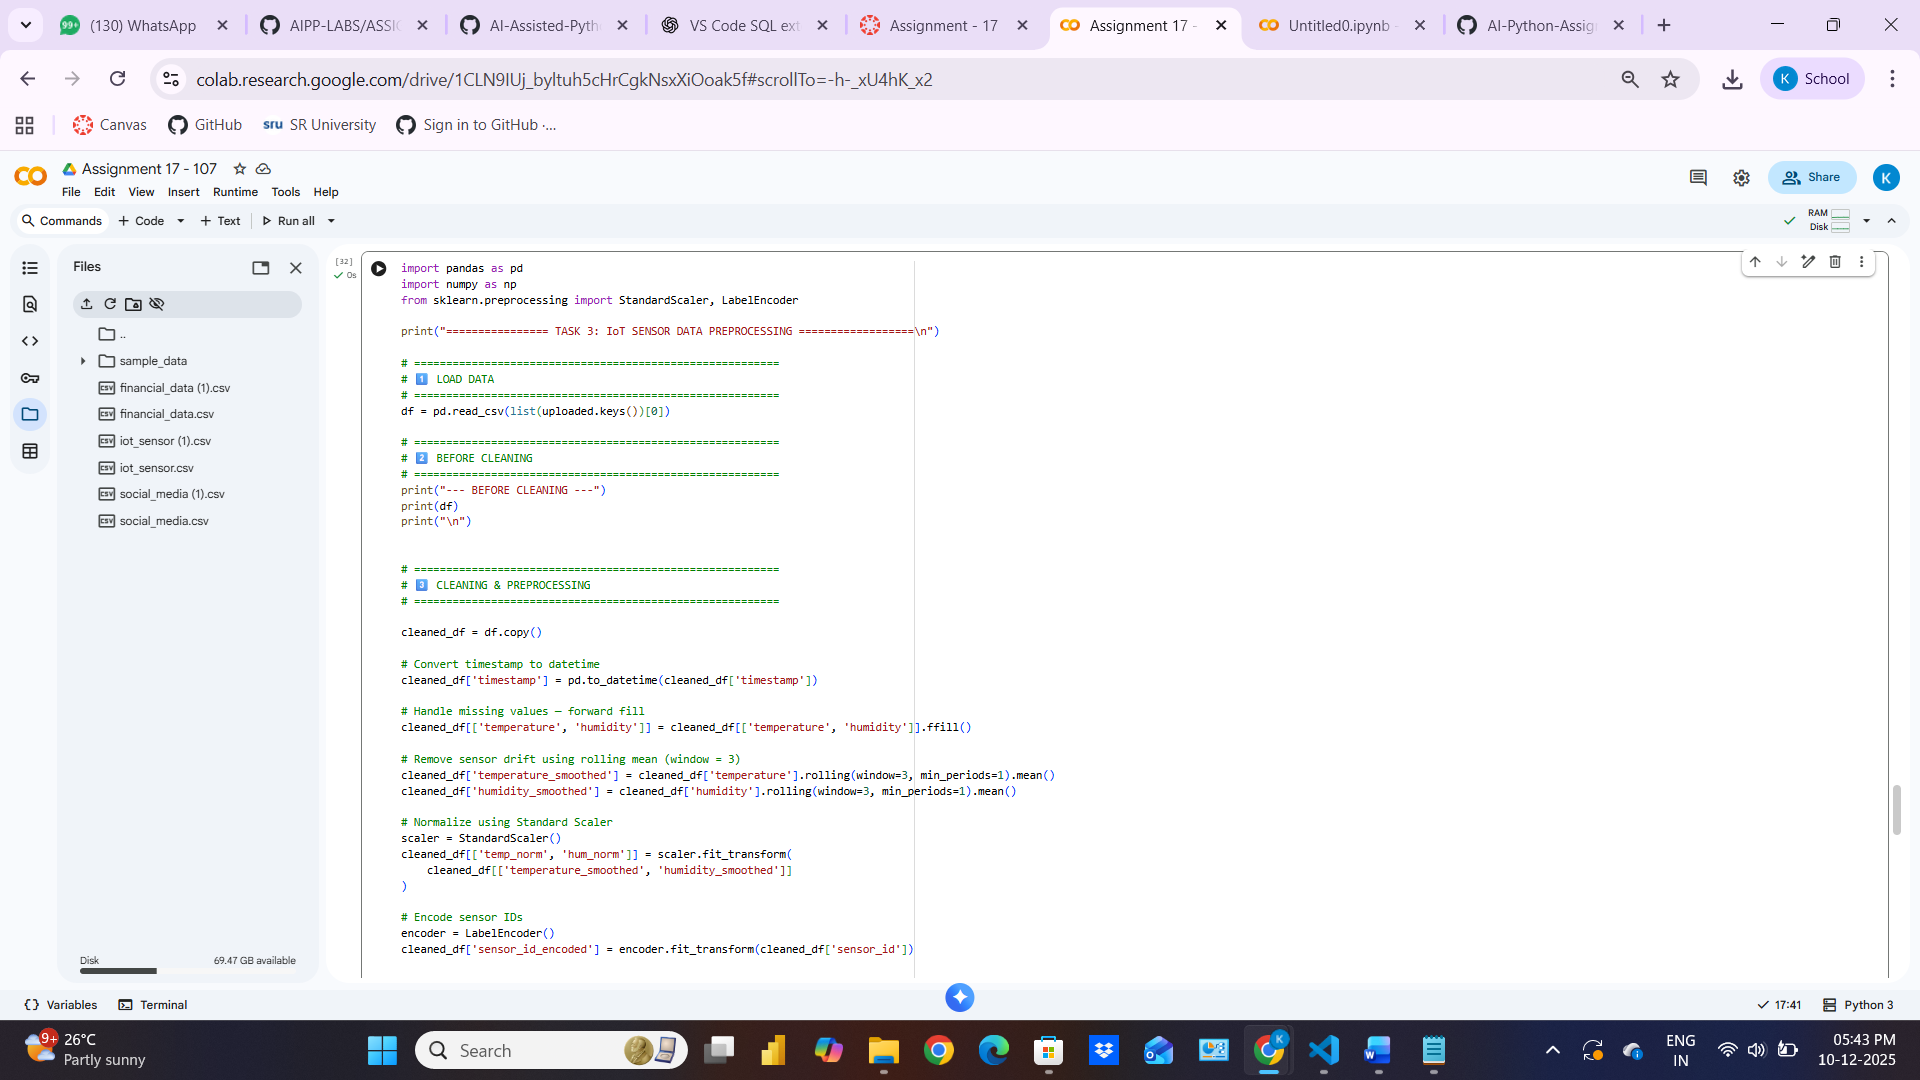 (130) WhatsApp
AIPP-LABS/ASSIG
AI-Assisted-Pyth
VS Code SQL ext
Assignment - 17
Assignment 17 -
Untitled0.ipynb -
AI-Python-Assig
colab.research.google.com/drive/1CLN9IUj_byltuh5cHrCgkNsxXiOoak5f#scrollTo=-h-_xU4hK_x2
K School
Canvas
GitHub
sru SR University
Sign in to GitHub ·...
Assignment 17 - 107
File Edit View Insert Runtime Tools Help
Share
K
Commands + Code + Text Run all
RAM
Disk
Files
..
sample_data
financial_data (1).csv
financial_data.csv
iot_sensor (1).csv
iot_sensor.csv
social_media (1).csv
social_media.csv
Disk 69.47 GB available
[32]
0s
import pandas as pd
import numpy as np
from sklearn.preprocessing import StandardScaler, LabelEncoder
print("================ TASK 3: IoT SENSOR DATA PREPROCESSING ==================\n")
# =========================================================
# 1️⃣ LOAD DATA
# =========================================================
df = pd.read_csv(list(uploaded.keys())[0])
# =========================================================
# 2️⃣ BEFORE CLEANING
# =========================================================
print("--- BEFORE CLEANING ---")
print(df)
print("\n")
# =========================================================
# 3️⃣ CLEANING & PREPROCESSING
# =========================================================
cleaned_df = df.copy()
# Convert timestamp to datetime
cleaned_df['timestamp'] = pd.to_datetime(cleaned_df['timestamp'])
# Handle missing values – forward fill
cleaned_df[['temperature', 'humidity']] = cleaned_df[['temperature', 'humidity']].ffill()
# Remove sensor drift using rolling mean (window = 3)
cleaned_df['temperature_smoothed'] = cleaned_df['temperature'].rolling(window=3, min_periods=1).mean()
cleaned_df['humidity_smoothed'] = cleaned_df['humidity'].rolling(window=3, min_periods=1).mean()
# Normalize using Standard Scaler
scaler = StandardScaler()
cleaned_df[['temp_norm', 'hum_norm']] = scaler.fit_transform(
    cleaned_df[['temperature_smoothed', 'humidity_smoothed']]
)
# Encode sensor IDs
encoder = LabelEncoder()
cleaned_df['sensor_id_encoded'] = encoder.fit_transform(cleaned_df['sensor_id'])
Variables Terminal
17:41 Python 3
9+ 26°C
Partly sunny
Search
ENG
IN
05:43 PM
10-12-2025